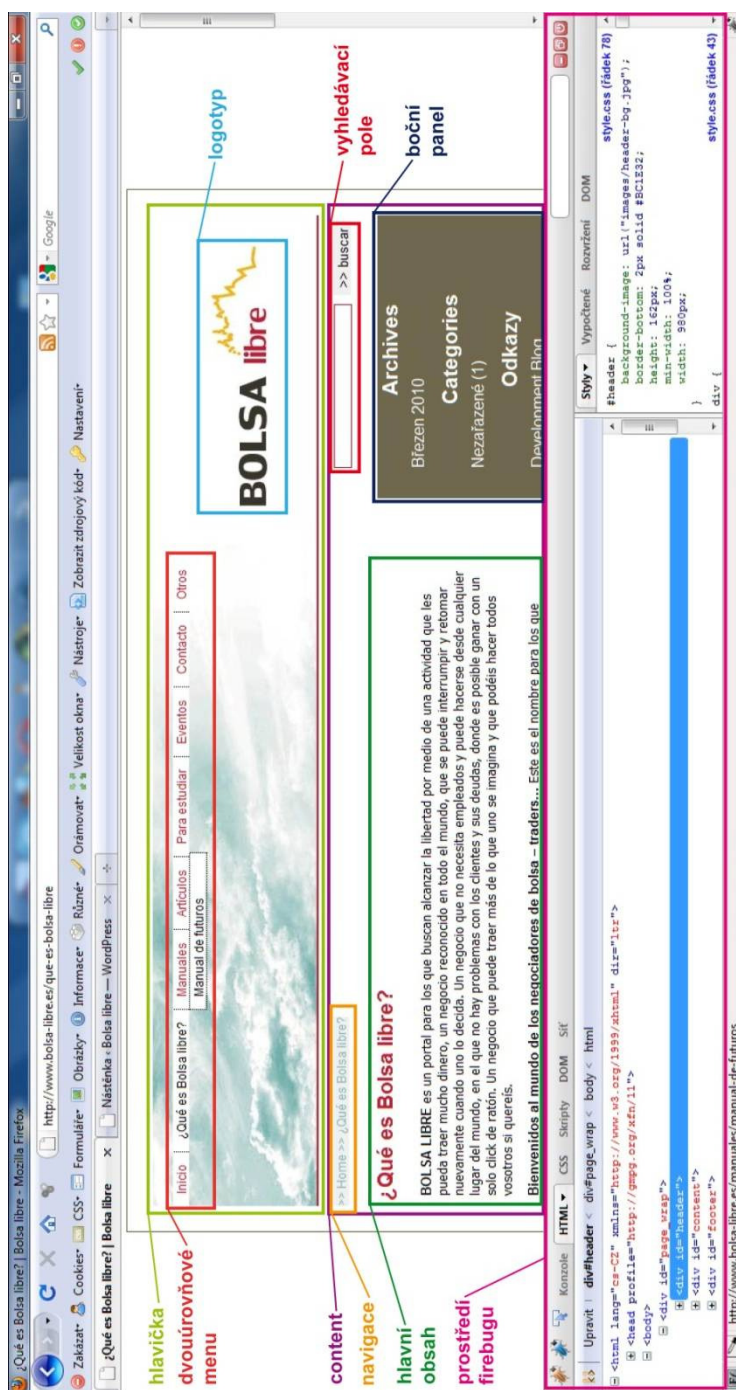 ¿Qué es Bolsa libre? | Bolsa libre - Mozilla Firefox
http://www.bolsa-libre.es/que-es-bolsa-libre
Google
Zakázat Cookies CSS Formuláře Obrázky Informace Různé Orámovat Velikost okna Nástroje Zobrazit zdrojový kód Nastavení
¿Qué es Bolsa libre? | Bolsa libre
Nástěnka ‹ Bolsa libre — WordPress
hlavička
dvouúrovňové
menu
Inicio
¿Qué es Bolsa libre?
Manuales
Artículos
Para estudiar
Eventos
Contacto
Otros
Manual de futuros
BOLSA libre
logotyp
content
navigace
>> Home >> ¿Qué es Bolsa libre?
>> buscar
vyhledávací
pole
hlavní
obsah
¿Qué es Bolsa libre?
BOLSA LIBRE es un portal para los que buscan alcanzar la libertad por medio de una actividad que les
pueda traer mucho dinero, un negocio reconocido en todo el mundo, que se puede interrumpir y retomar
nuevamente cuando uno lo decida. Un negocio que no necesita empleados y puede hacerse desde cualquier
lugar del mundo, en el que no hay problemas con los clientes y sus deudas, donde es posible ganar con un
solo click de ratón. Un negocio que puede traer más de lo que uno se imagina y que podéis hacer todos
vosotros si queréis.
Bienvenidos al mundo de los negociadores de bolsa – traders... Este es el nombre para los que
Archives
Březen 2010
Categories
Nezařazené (1)
Odkazy
Development Blog
boční
panel
prostředí
firebugu
Konzole HTML CSS Skripty DOM Síť
Upravit div#header < div#page_wrap < body < html
<html lang="cs-CZ" xmlns="http://www.w3.org/1999/xhtml" dir="ltr">
<head profile="http://gmpg.org/xfn/11">
<body>
<div id="page_wrap">
<div id="header">
<div id="content">
<div id="footer">
Styly Vypočtené Rozvržení DOM
#header { style.css (řádek 78)
background-image: url("images/header-bg.jpg");
border-bottom: 2px solid #BC1E32;
height: 162px;
min-width: 100%;
width: 980px;
}
div { style.css (řádek 43)
http://www.bolsa-libre.es/manuales/manual-de-futuros